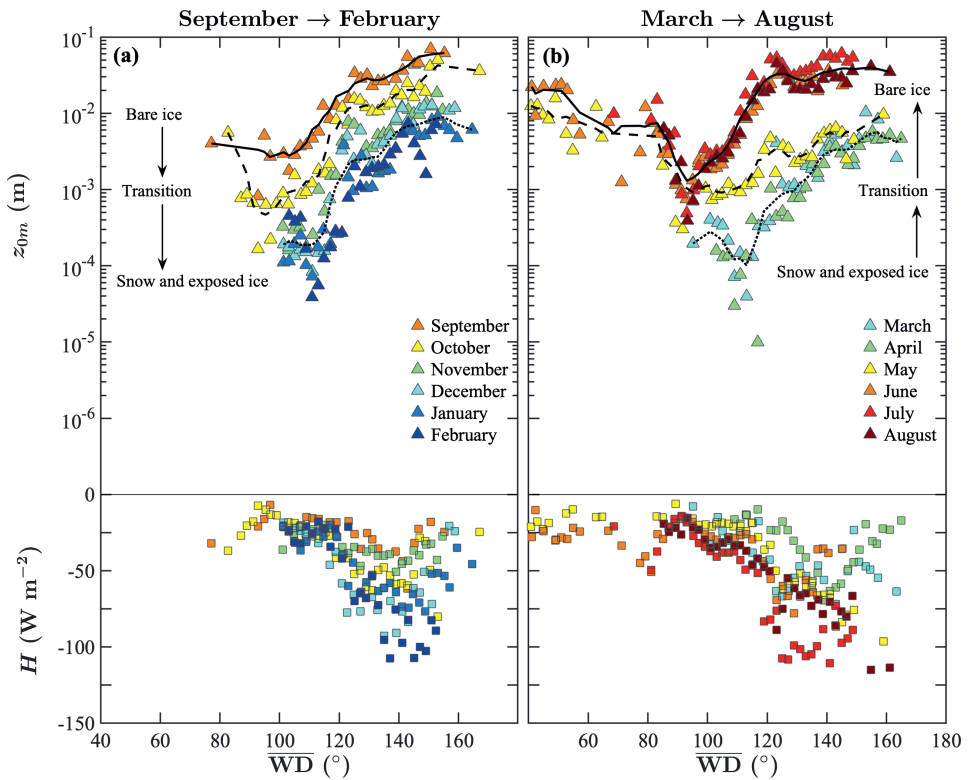 September → February
March → August
(a)
(b)
10⁻¹
10⁻²
10⁻³
10⁻⁴
10⁻⁵
10⁻⁶
z₀ₘ (m)
Bare ice
Transition
Snow and exposed ice
September
October
November
December
January
February
Bare ice
Transition
Snow and exposed ice
March
April
May
June
July
August
0
-50
-100
-150
H (W m⁻²)
40 60 80 100 120 140 160
60 80 100 120 140 160 180
WD (°)
WD (°)